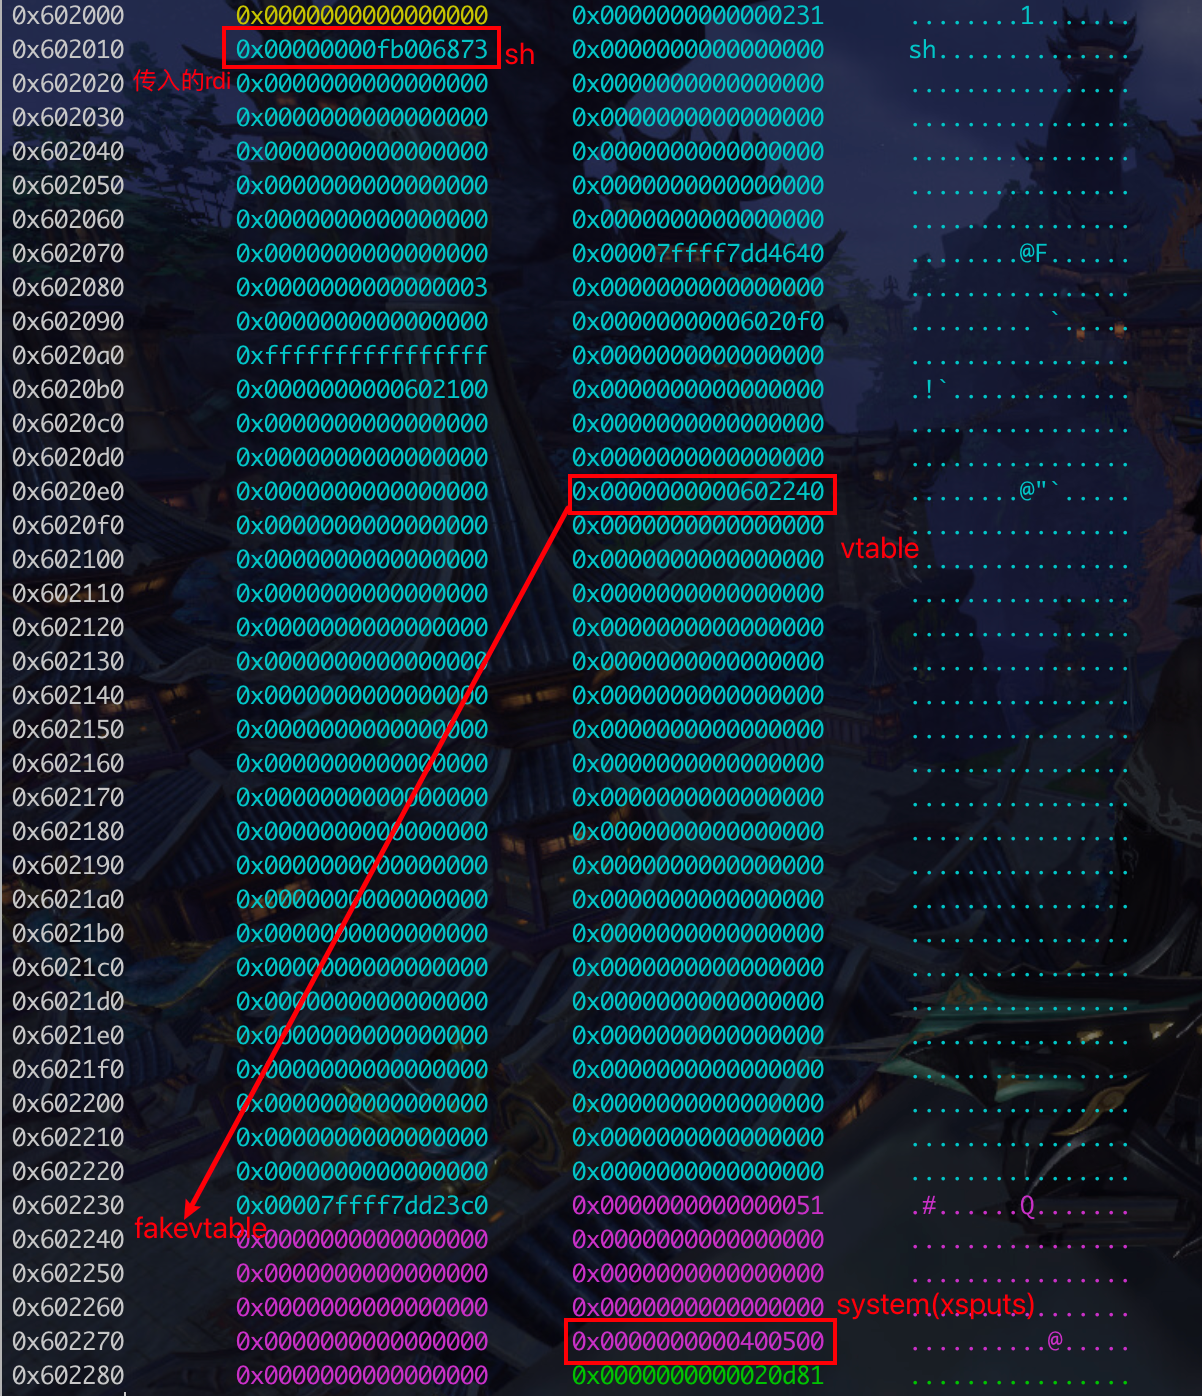 0x602000 0x0000000000000000 0x0000000000000231 ........1.......
0x602010 0x00000000fb006873 sh 0x0000000000000000 sh..............
0x602020 传入的rdi 0x0000000000000000 0x0000000000000000 ................
0x602030 0x0000000000000000 0x0000000000000000 ................
0x602040 0x0000000000000000 0x0000000000000000 ................
0x602050 0x0000000000000000 0x0000000000000000 ................
0x602060 0x0000000000000000 0x0000000000000000 ................
0x602070 0x0000000000000000 0x00007ffff7dd4640 ........@F......
0x602080 0x0000000000000003 0x0000000000000000 ................
0x602090 0x0000000000000000 0x00000000006020f0 ......... `.....
0x6020a0 0xffffffffffffffff 0x0000000000000000 ................
0x6020b0 0x0000000000602100 0x0000000000000000 .!`.............
0x6020c0 0x0000000000000000 0x0000000000000000 ................
0x6020d0 0x0000000000000000 0x0000000000000000 ................
0x6020e0 0x0000000000000000 0x0000000000602240 ........@"`.....
0x6020f0 0x0000000000000000 0x0000000000000000 ................
vtable
0x602100 0x0000000000000000 0x0000000000000000 ................
0x602110 0x0000000000000000 0x0000000000000000 ................
0x602120 0x0000000000000000 0x0000000000000000 ................
0x602130 0x0000000000000000 0x0000000000000000 ................
0x602140 0x0000000000000000 0x0000000000000000 ................
0x602150 0x0000000000000000 0x0000000000000000 ................
0x602160 0x0000000000000000 0x0000000000000000 ................
0x602170 0x0000000000000000 0x0000000000000000 ................
0x602180 0x0000000000000000 0x0000000000000000 ................
0x602190 0x0000000000000000 0x0000000000000000 ................
0x6021a0 0x0000000000000000 0x0000000000000000 ................
0x6021b0 0x0000000000000000 0x0000000000000000 ................
0x6021c0 0x0000000000000000 0x0000000000000000 ................
0x6021d0 0x0000000000000000 0x0000000000000000 ................
0x6021e0 0x0000000000000000 0x0000000000000000 ................
0x6021f0 0x0000000000000000 0x0000000000000000 ................
0x602200 0x0000000000000000 0x0000000000000000 ................
0x602210 0x0000000000000000 0x0000000000000000 ................
0x602220 0x0000000000000000 0x0000000000000000 ................
0x602230 0x00007ffff7dd23c0 0x0000000000000051 .#......Q.......
fakevtable
0x602240 0x0000000000000000 0x0000000000000000 ................
0x602250 0x0000000000000000 0x0000000000000000 ................
0x602260 0x0000000000000000 0x0000000000000000 system(xsputs) ................
0x602270 0x0000000000000000 0x0000000000400500 ..........@.....
0x602280 0x0000000000000000 0x0000000000020d81 ................